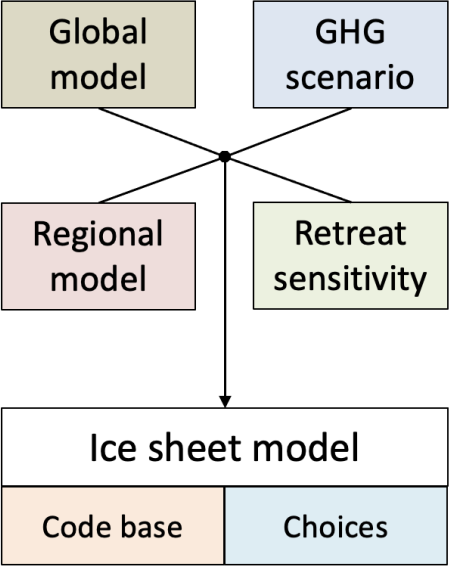 Global
model
GHG
scenario
Regional
model
Retreat
sensitivity
Ice sheet model
Code base
Choices